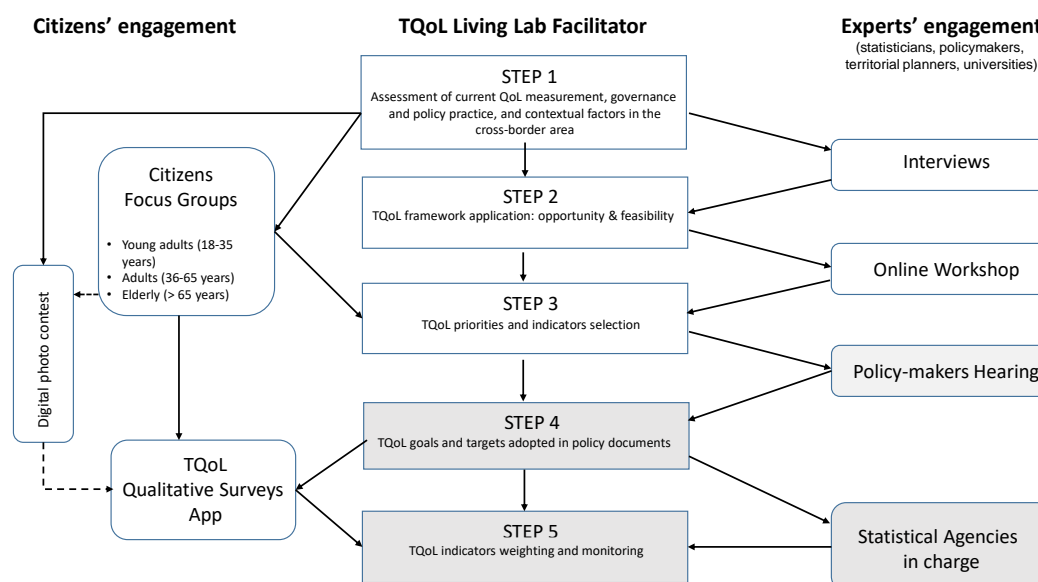 Citizens’ engagement
TQoL Living Lab Facilitator
Experts’ engagement
(statisticians, policymakers,
territorial planners, universities)
STEP 1
Assessment of current QoL measurement, governance
and policy practice, and contextual factors in the
cross-border area
Interviews
Citizens
Focus Groups
• Young adults (18-35
years)
• Adults (36-65 years)
• Elderly (> 65 years)
STEP 2
TQoL framework application: opportunity & feasibility
Online Workshop
Digital photo contest
STEP 3
TQoL priorities and indicators selection
Policy-makers Hearing
STEP 4
TQoL goals and targets adopted in policy documents
TQoL
Qualitative Surveys
App
STEP 5
TQoL indicators weighting and monitoring
Statistical Agencies
in charge